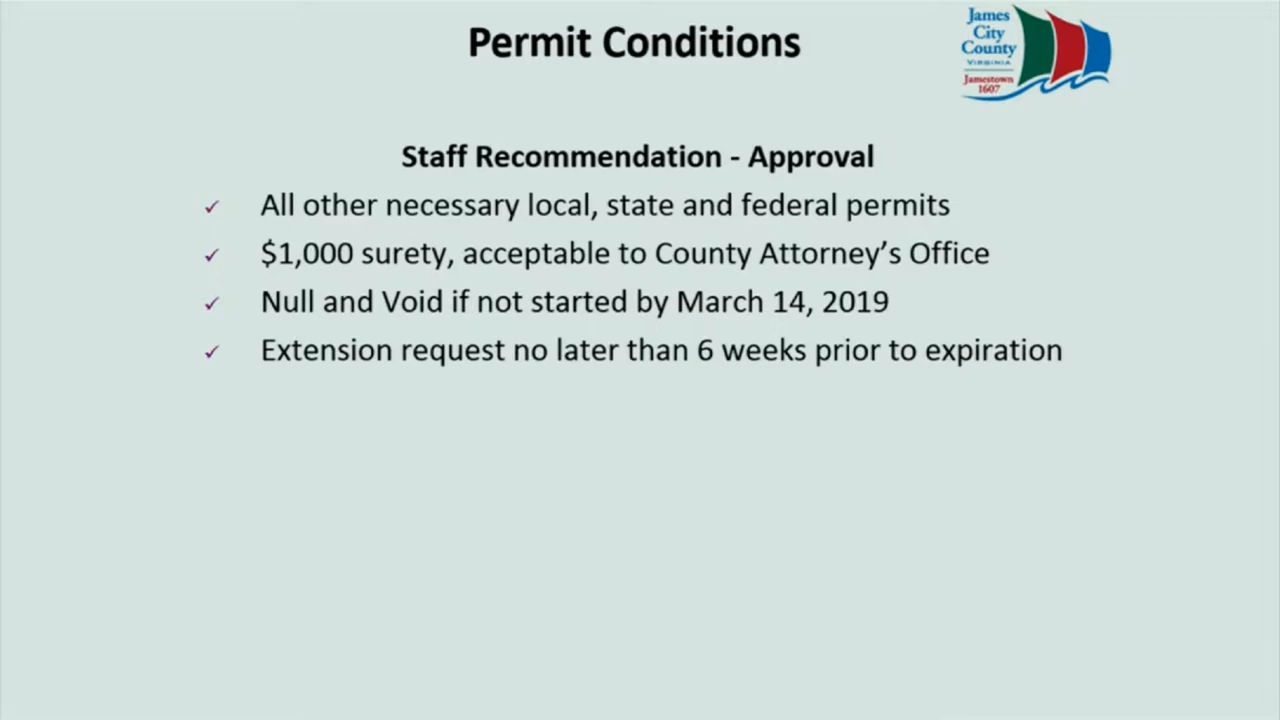 Permit Conditions
James
City
County
VIRGINIA
Jamestown
1607
Staff Recommendation - Approval
✓ All other necessary local, state and federal permits
✓ $1,000 surety, acceptable to County Attorney’s Office
✓ Null and Void if not started by March 14, 2019
✓ Extension request no later than 6 weeks prior to expiration